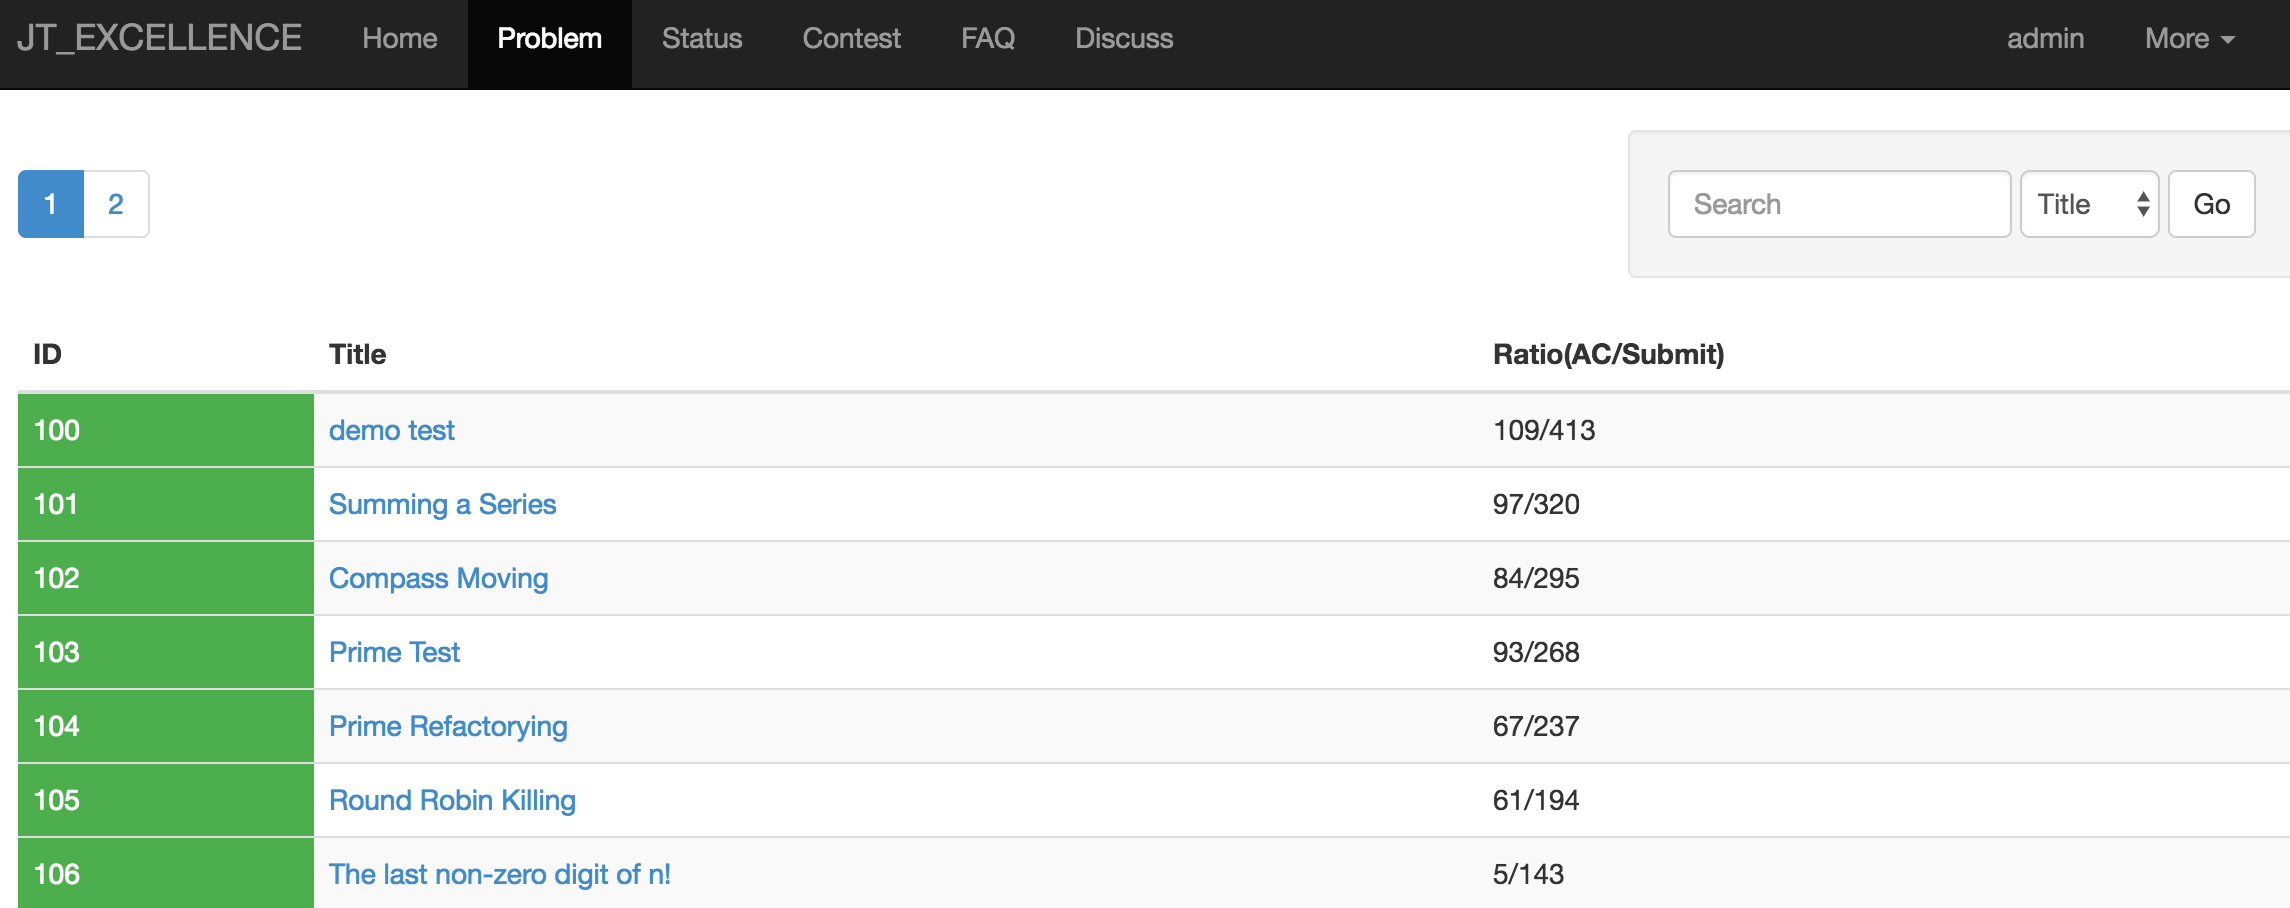 JT_EXCELLENCE Home Problem Status Contest FAQ Discuss admin More
1 2 Search Title Go
ID Title Ratio(AC/Submit)
100 demo test 109/413
101 Summing a Series 97/320
102 Compass Moving 84/295
103 Prime Test 93/268
104 Prime Refactorying 67/237
105 Round Robin Killing 61/194
106 The last non-zero digit of n! 5/143